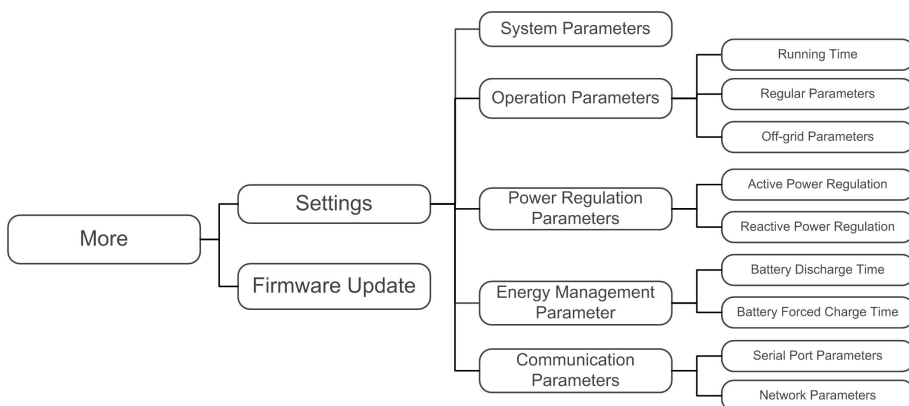 More
Settings
Firmware Update
System Parameters
Operation Parameters
Running Time
Regular Parameters
Off-grid Parameters
Power Regulation
Parameters
Active Power Regulation
Reactive Power Regulation
Energy Management
Parameter
Battery Discharge Time
Battery Forced Charge Time
Communication
Parameters
Serial Port Parameters
Network Parameters